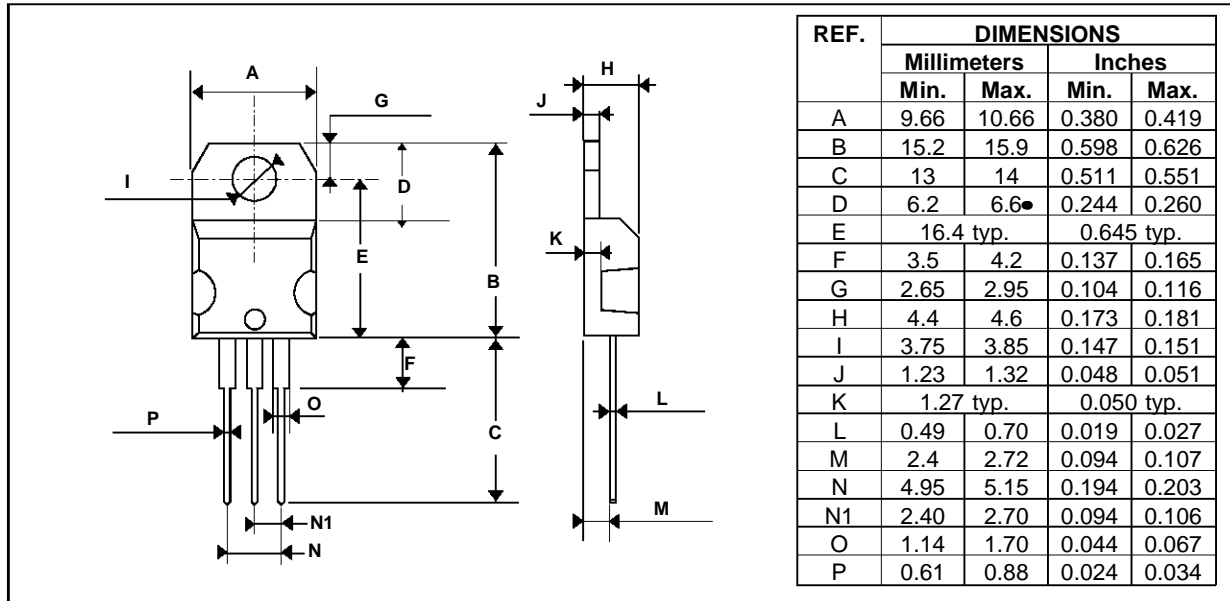 A
G
I
D
E
B
F
O
P
C
N1
N
H
J
K
L
M
REF. DIMENSIONS
Millimeters Inches
Min. Max. Min. Max.
A 9.66 10.66 0.380 0.419
B 15.2 15.9 0.598 0.626
C 13 14 0.511 0.551
D 6.2 6.6 0.244 0.260
E 16.4 typ. 0.645 typ.
F 3.5 4.2 0.137 0.165
G 2.65 2.95 0.104 0.116
H 4.4 4.6 0.173 0.181
I 3.75 3.85 0.147 0.151
J 1.23 1.32 0.048 0.051
K 1.27 typ. 0.050 typ.
L 0.49 0.70 0.019 0.027
M 2.4 2.72 0.094 0.107
N 4.95 5.15 0.194 0.203
N1 2.40 2.70 0.094 0.106
O 1.14 1.70 0.044 0.067
P 0.61 0.88 0.024 0.034